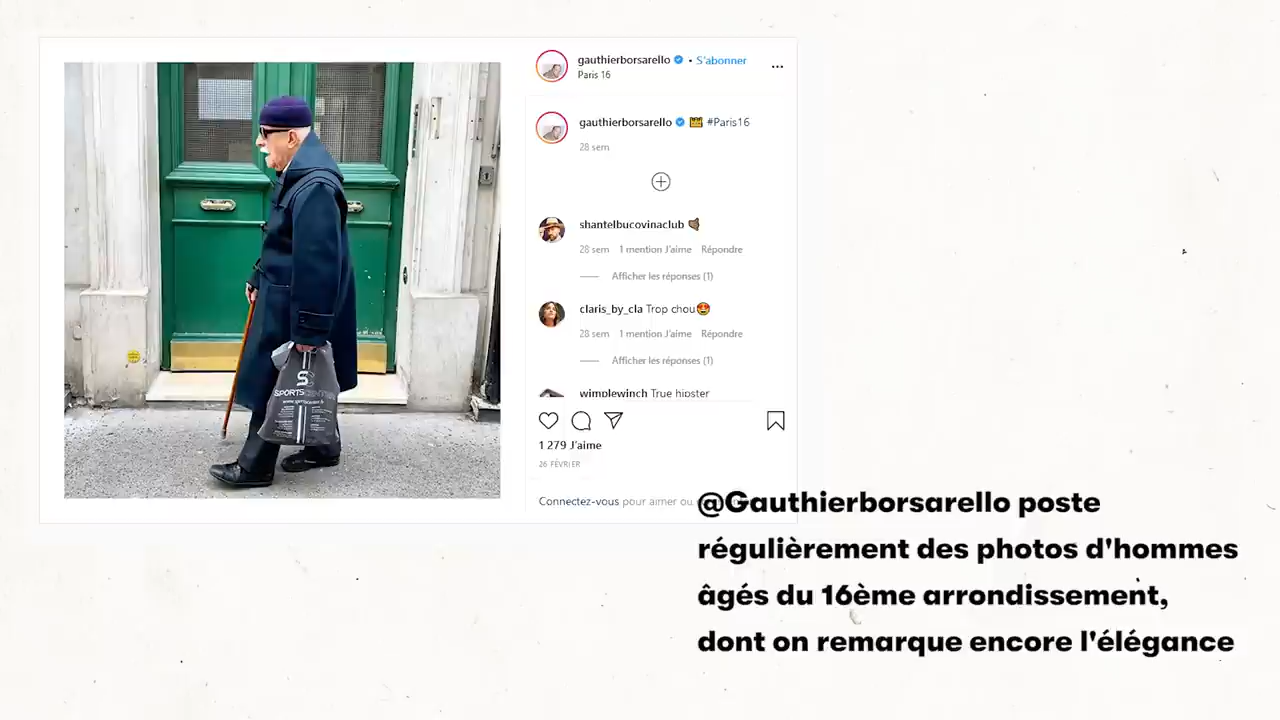 gauthierborsarello • S'abonner
Paris 16
gauthierborsarello #Paris16
28 sem
shantelbucovinaclub
28 sem 1 mention J'aime Répondre
Afficher les réponses (1)
claris_by_cla Trop chou
28 sem 1 mention J'aime Répondre
Afficher les réponses (1)
wimplewinch True hipster
1 279 J'aime
26 FÉVRIER
Connectez-vous pour aimer ou
SPORTSCENTER
@Gauthierborsarello poste
régulièrement des photos d'hommes
âgés du 16ème arrondissement,
dont on remarque encore l'élégance